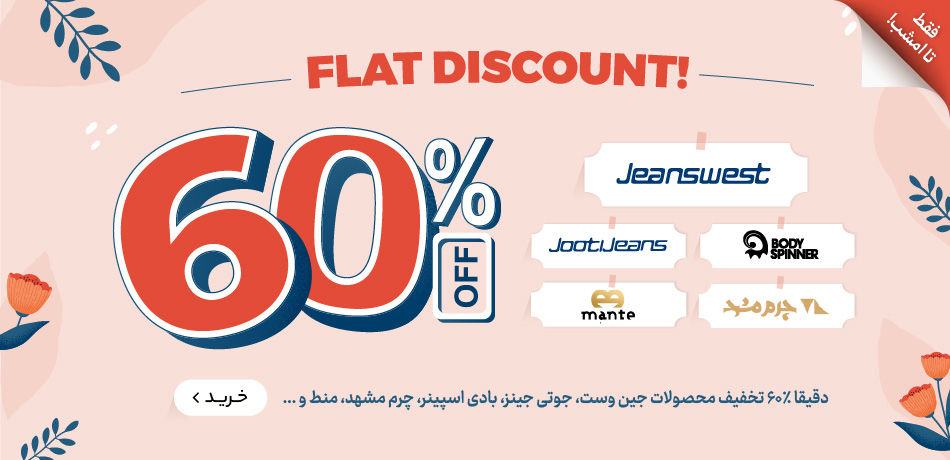 فقط
تا امشب!
FLAT DISCOUNT!
60% OFF
Jeanswest
JootiJeans
BODY
SPINNER
mante
چرم مشهد
دقیقا ۶۰٪ تخفیف محصولات جین وست، جوتی جینز، بادی اسپینر، چرم مشهد، منط و ...
خرید